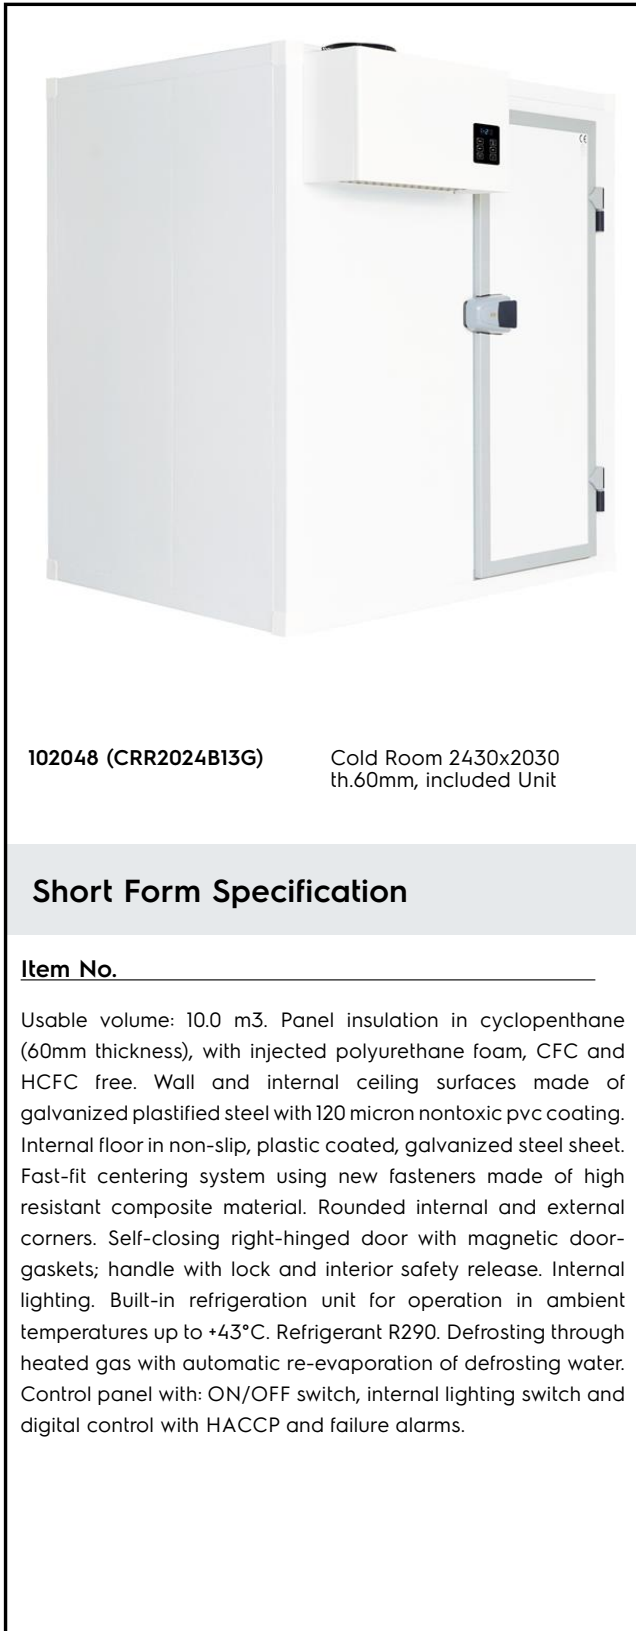 CE
102048 (CRR2024B13G)
Cold Room 2430x2030
th.60mm, included Unit
Short Form Specification
Item No.
Usable volume: 10.0 m3. Panel insulation in cyclopenthane
(60mm thickness), with injected polyurethane foam, CFC and
HCFC free. Wall and internal ceiling surfaces made of
galvanized plastified steel with 120 micron nontoxic pvc coating.
Internal floor in non-slip, plastic coated, galvanized steel sheet.
Fast-fit centering system using new fasteners made of high
resistant composite material. Rounded internal and external
corners. Self-closing right-hinged door with magnetic door-
gaskets; handle with lock and interior safety release. Internal
lighting. Built-in refrigeration unit for operation in ambient
temperatures up to +43°C. Refrigerant R290. Defrosting through
heated gas with automatic re-evaporation of defrosting water.
Control panel with: ON/OFF switch, internal lighting switch and
digital control with HACCP and failure alarms.